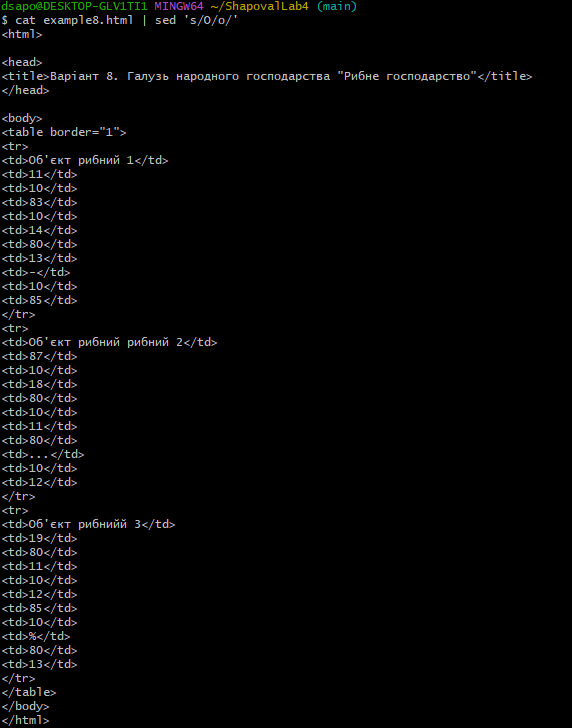 dsapo@DESKTOP-GLV1TI1 MINGW64 ~/ShapovalLab4 (main)
$ cat example8.html | sed 's/O/o/'
<html>

<head>
<title>Варіант 8. Галузь народного господарства "Рибне господарство"</title>
</head>

<body>
<table border="1">
<tr>
<td>Об'єкт рибний 1</td>
<td>11</td>
<td>10</td>
<td>83</td>
<td>10</td>
<td>14</td>
<td>80</td>
<td>13</td>
<td>-</td>
<td>10</td>
<td>85</td>
</tr>
<tr>
<td>Об'єкт рибний рибний 2</td>
<td>87</td>
<td>10</td>
<td>18</td>
<td>80</td>
<td>10</td>
<td>11</td>
<td>80</td>
<td>...</td>
<td>10</td>
<td>12</td>
</tr>
<tr>
<td>Об'єкт рибнийй 3</td>
<td>19</td>
<td>80</td>
<td>11</td>
<td>10</td>
<td>12</td>
<td>85</td>
<td>10</td>
<td>%</td>
<td>80</td>
<td>13</td>
</tr>
</table>
</body>
</html>